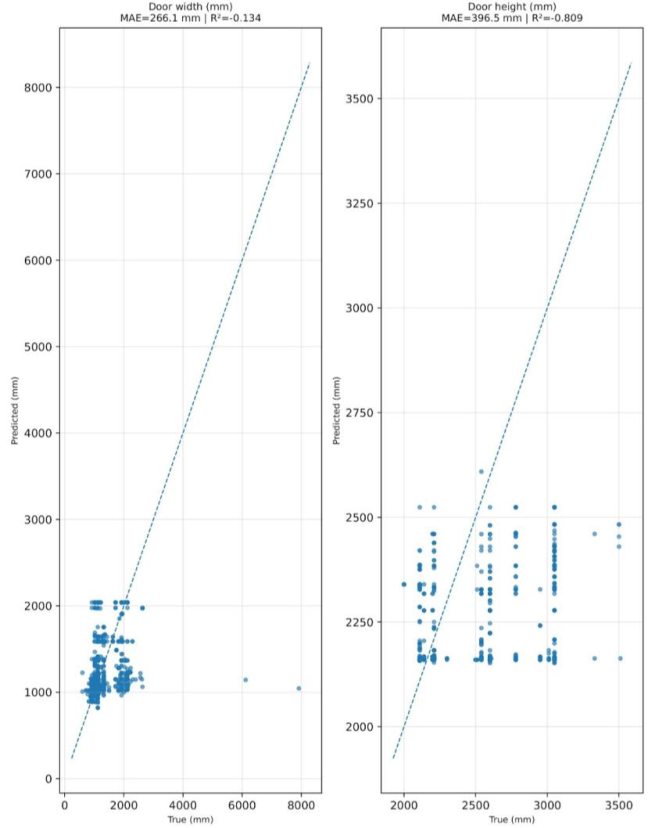 Door width (mm)
MAE=266.1 mm | R²=-0.134
8000
7000
6000
5000
4000
3000
2000
1000
0
Predicted (mm)
0 2000 4000 6000 8000
True (mm)
Door height (mm)
MAE=396.5 mm | R²=-0.809
3500
3250
3000
2750
2500
2250
2000
Predicted (mm)
2000 2500 3000 3500
True (mm)